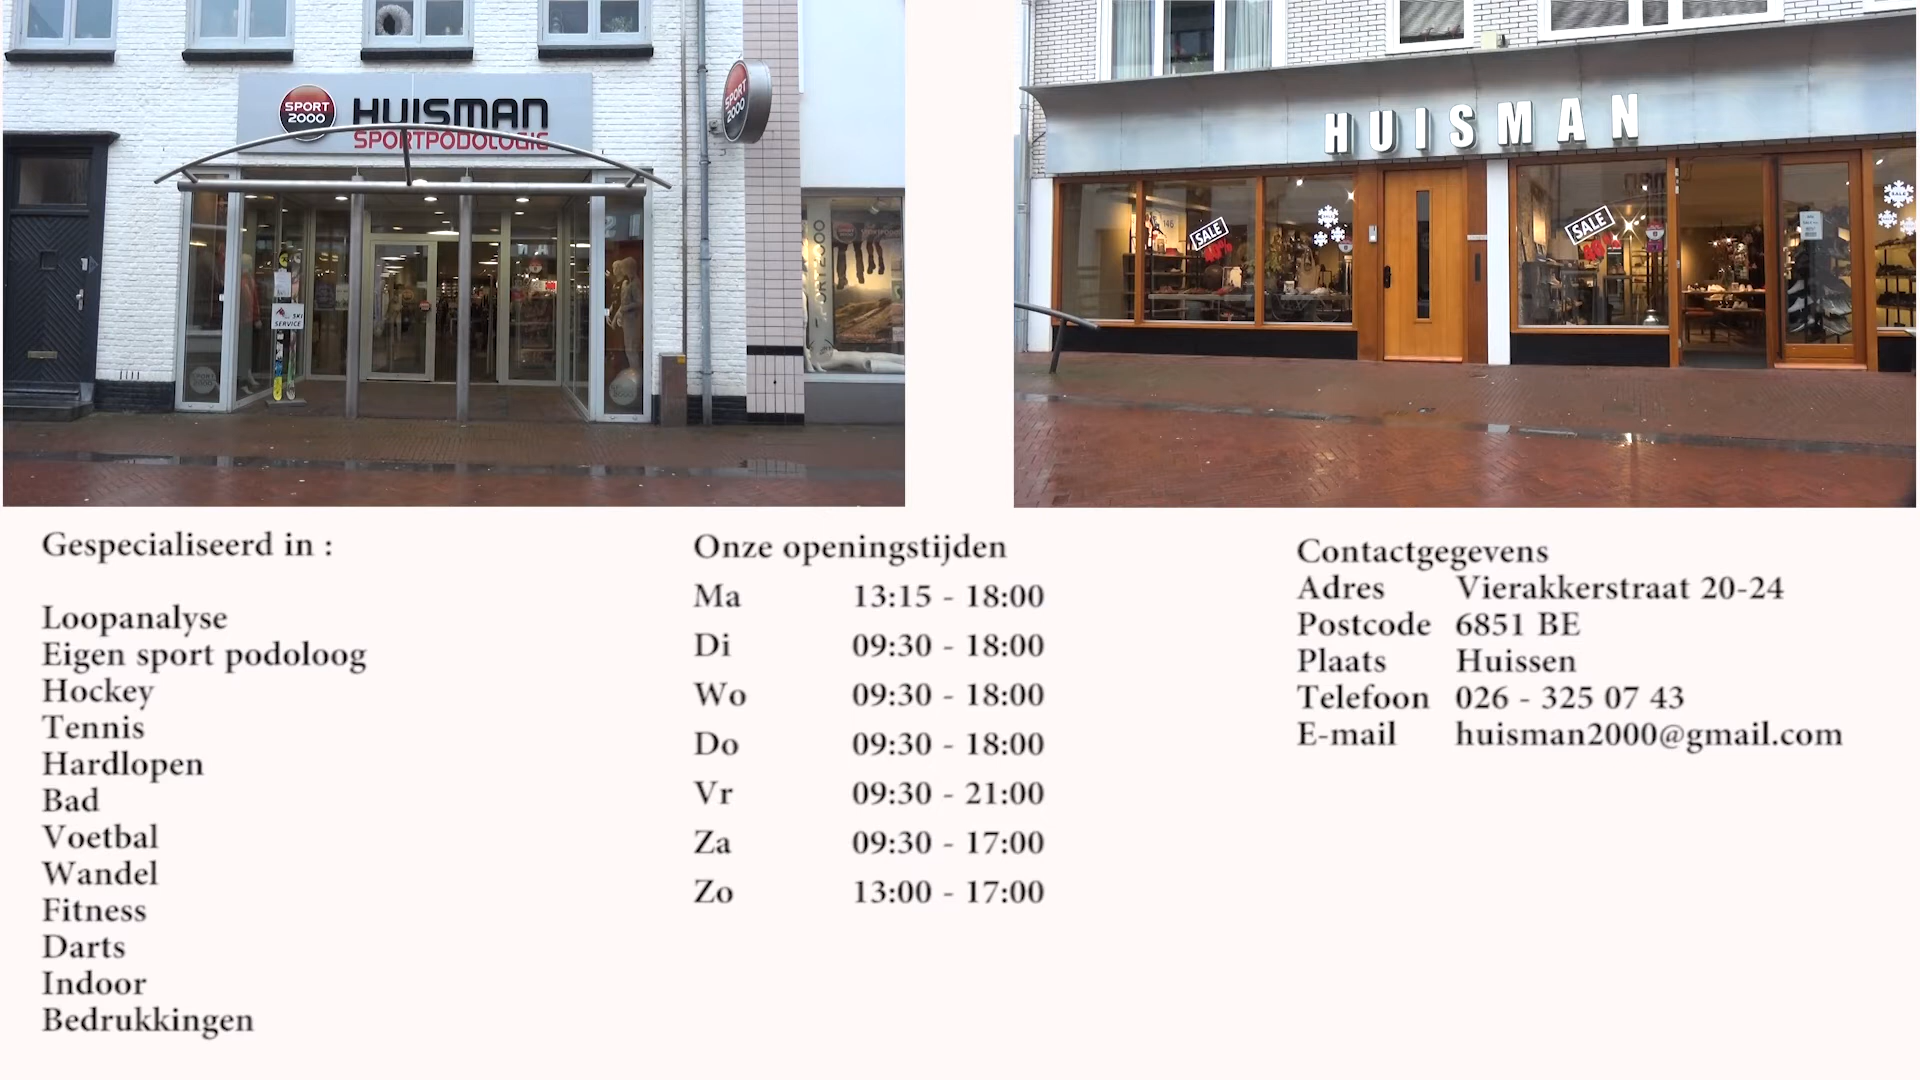 SPORT
2000
HUISMAN
SPORTPODOLOGIE
SPORT
2000
SKI
SERVICE
HUISMAN
SALE
SALE
SALE
Gespecialiseerd in :
Loopanalyse
Eigen sport podoloog
Hockey
Tennis
Hardlopen
Bad
Voetbal
Wandel
Fitness
Darts
Indoor
Bedrukkingen
Onze openingstijden
Ma 13:15 - 18:00
Di 09:30 - 18:00
Wo 09:30 - 18:00
Do 09:30 - 18:00
Vr 09:30 - 21:00
Za 09:30 - 17:00
Zo 13:00 - 17:00
Contactgegevens
Adres Vierakkerstraat 20-24
Postcode 6851 BE
Plaats Huissen
Telefoon 026 - 325 07 43
E-mail huisman2000@gmail.com